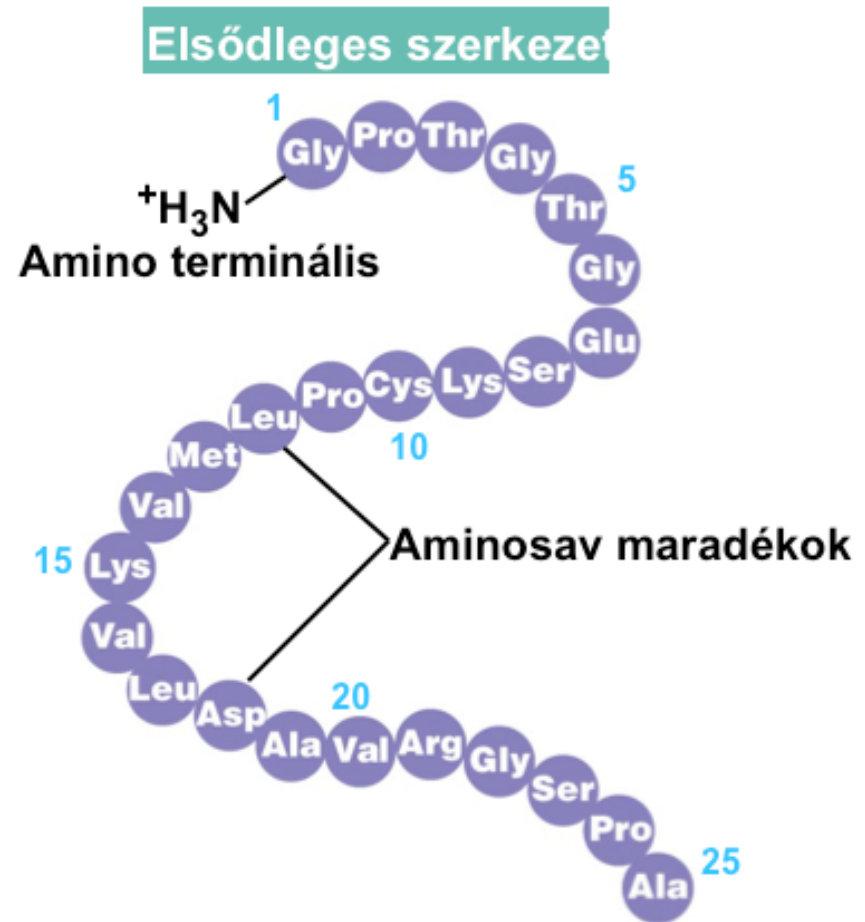 Elsődleges szerkezet
1
Gly Pro Thr Gly
5
Thr
+H3N
Gly
Amino terminális
Glu
Leu Pro Cys Lys Ser
10
Met
Val
Aminosav maradékok
15 Lys
Val
Leu Asp Ala Val Arg Gly Ser Pro Ala
20
25